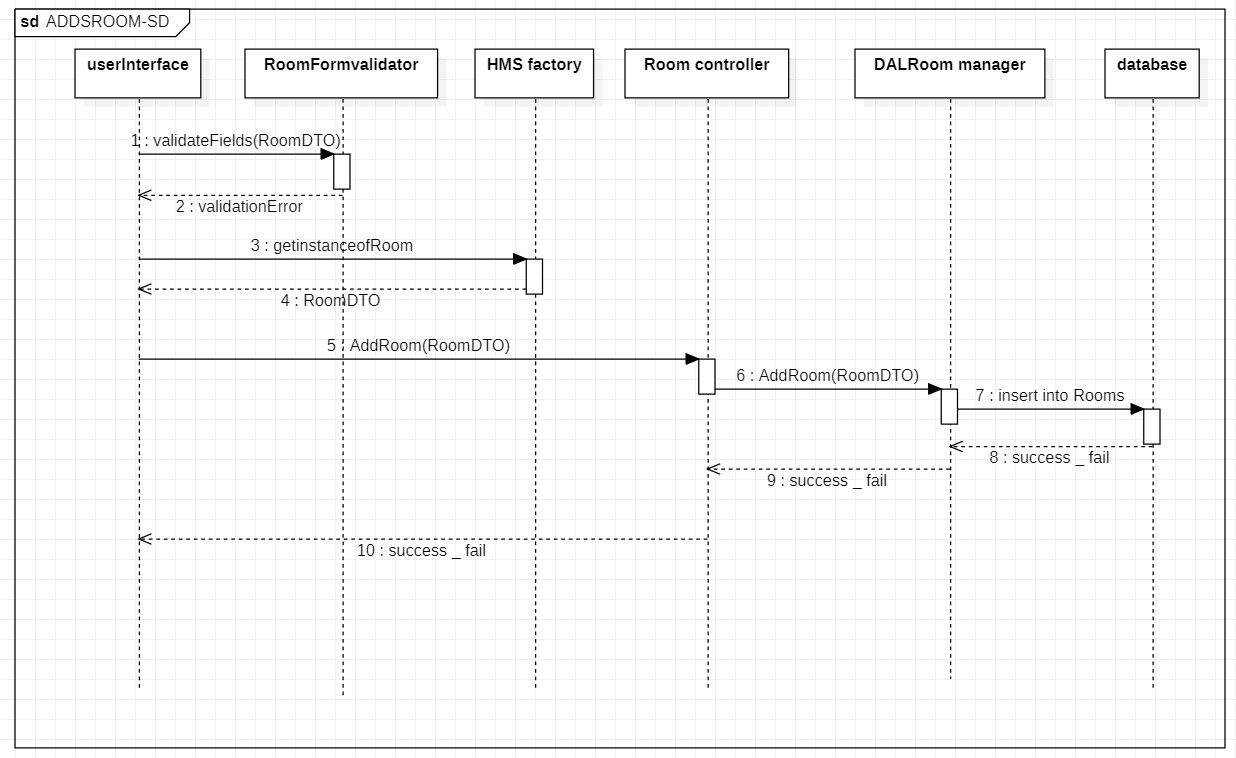 sd ADDSROOM-SD
userInterface
RoomFormvalidator
HMS factory
Room controller
DALRoom manager
database
1 : validateFields(RoomDTO)
2 : validationError
3 : getinstanceofRoom
4 : RoomDTO
5 : AddRoom(RoomDTO)
6 : AddRoom(RoomDTO)
7 : insert into Rooms
8 : success _ fail
9 : success _ fail
10 : success _ fail